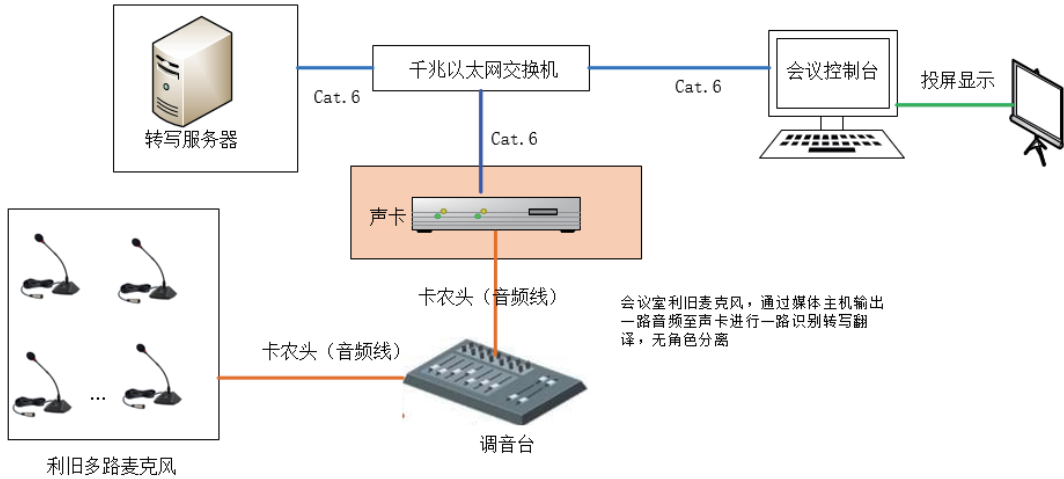 千兆以太网交换机
会议控制台
投屏显示
Cat.6
Cat.6
转写服务器
Cat.6
声卡
卡农头（音频线）
会议室利旧麦克风，通过媒体主机输出
一路音频至声卡进行一路识别转写翻
译，无角色分离
卡农头（音频线）
...
调音台
利旧多路麦克风